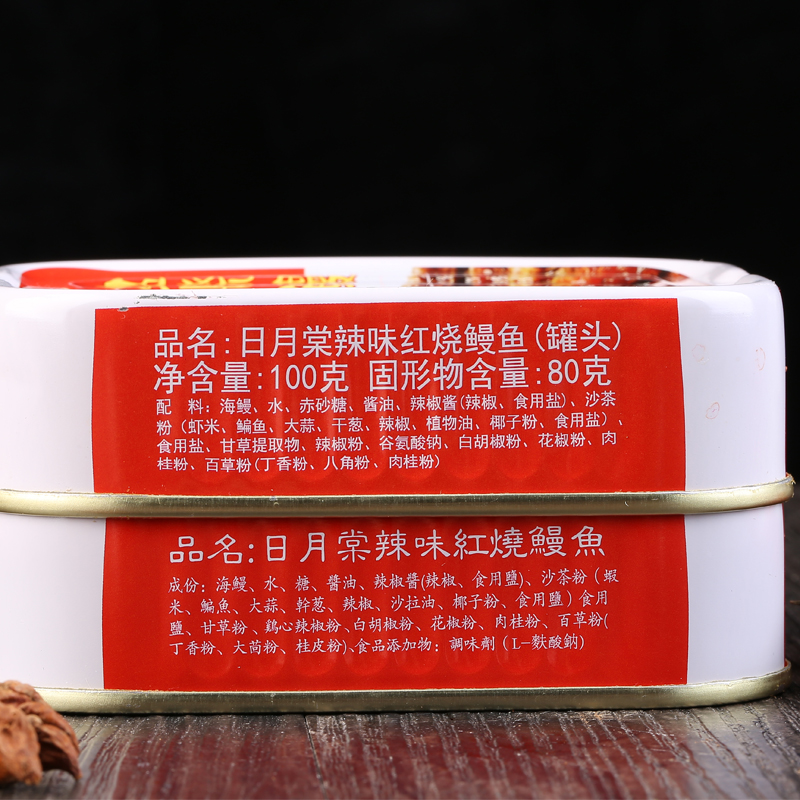 品名:日月棠辣味红烧鳗鱼(罐头)
净含量:100克 固形物含量:80克
配 料:海鳗、水、赤砂糖、酱油、辣椒酱(辣椒、食用盐)、沙茶
粉(虾米、鳊鱼、大蒜、干葱、辣椒、植物油、椰子粉、食用盐)、
食用盐、甘草提取物、辣椒粉、谷氨酸钠、白胡椒粉、花椒粉、肉
桂粉、百草粉(丁香粉、八角粉、肉桂粉)
品名:日月棠辣味紅燒鰻魚
成份:海鰻、水、糖、醬油、辣椒醬(辣椒、食用鹽)、沙茶粉(蝦
米、鯿魚、大蒜、幹葱、辣椒、沙拉油、椰子粉、食用鹽)食用
鹽、甘草粉、鷄心辣椒粉、白胡椒粉、花椒粉、肉桂粉、百草粉(
丁香粉、大茴粉、桂皮粉)、食品添加物:調味劑(L-麩酸鈉)